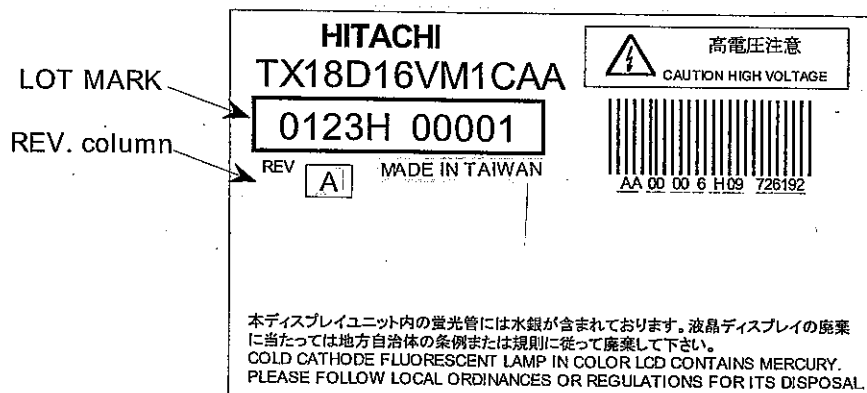 HITACHI
TX18D16VM1CAA
高電圧注意
CAUTION HIGH VOLTAGE
LOT MARK
0123H 00001
REV. column
REV A MADE IN TAIWAN
AA 00 00 6 H09 726192
本ディスプレイユニット内の蛍光管には水銀が含まれております。液晶ディスプレイの廃棄
に当たっては地方自治体の条例または規則に従って廃棄して下さい。
COLD CATHODE FLUORESCENT LAMP IN COLOR LCD CONTAINS MERCURY.
PLEASE FOLLOW LOCAL ORDINANCES OR REGULATIONS FOR ITS DISPOSAL